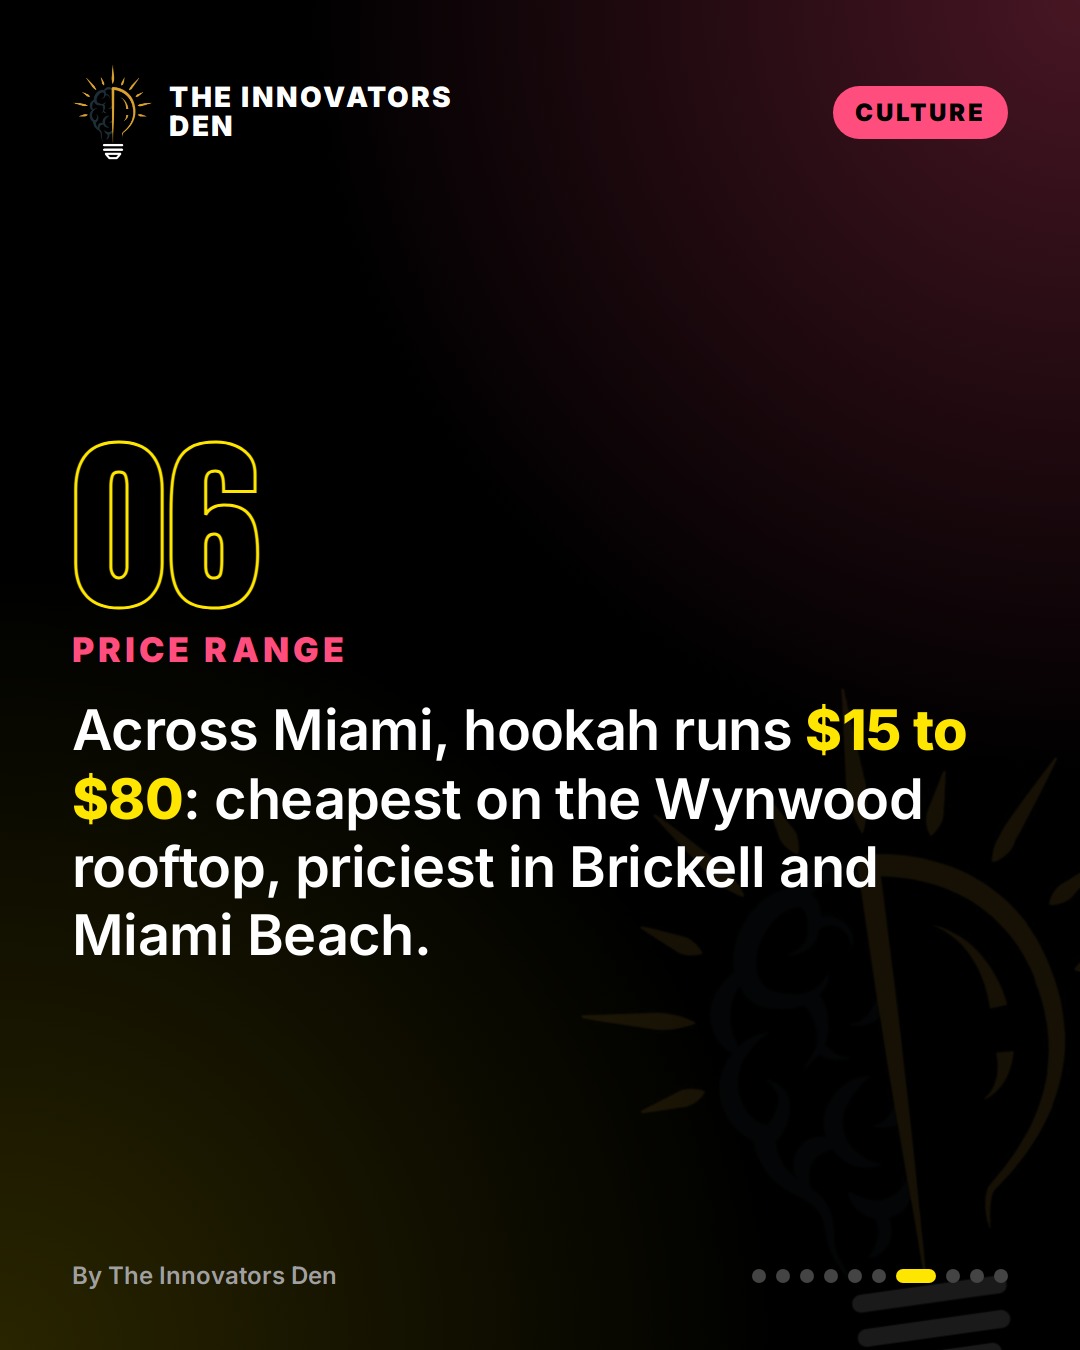 THE INNOVATORS
DEN
CULTURE
06
PRICE RANGE
Across Miami, hookah runs $15 to
$80: cheapest on the Wynwood
rooftop, priciest in Brickell and
Miami Beach.
By The Innovators Den